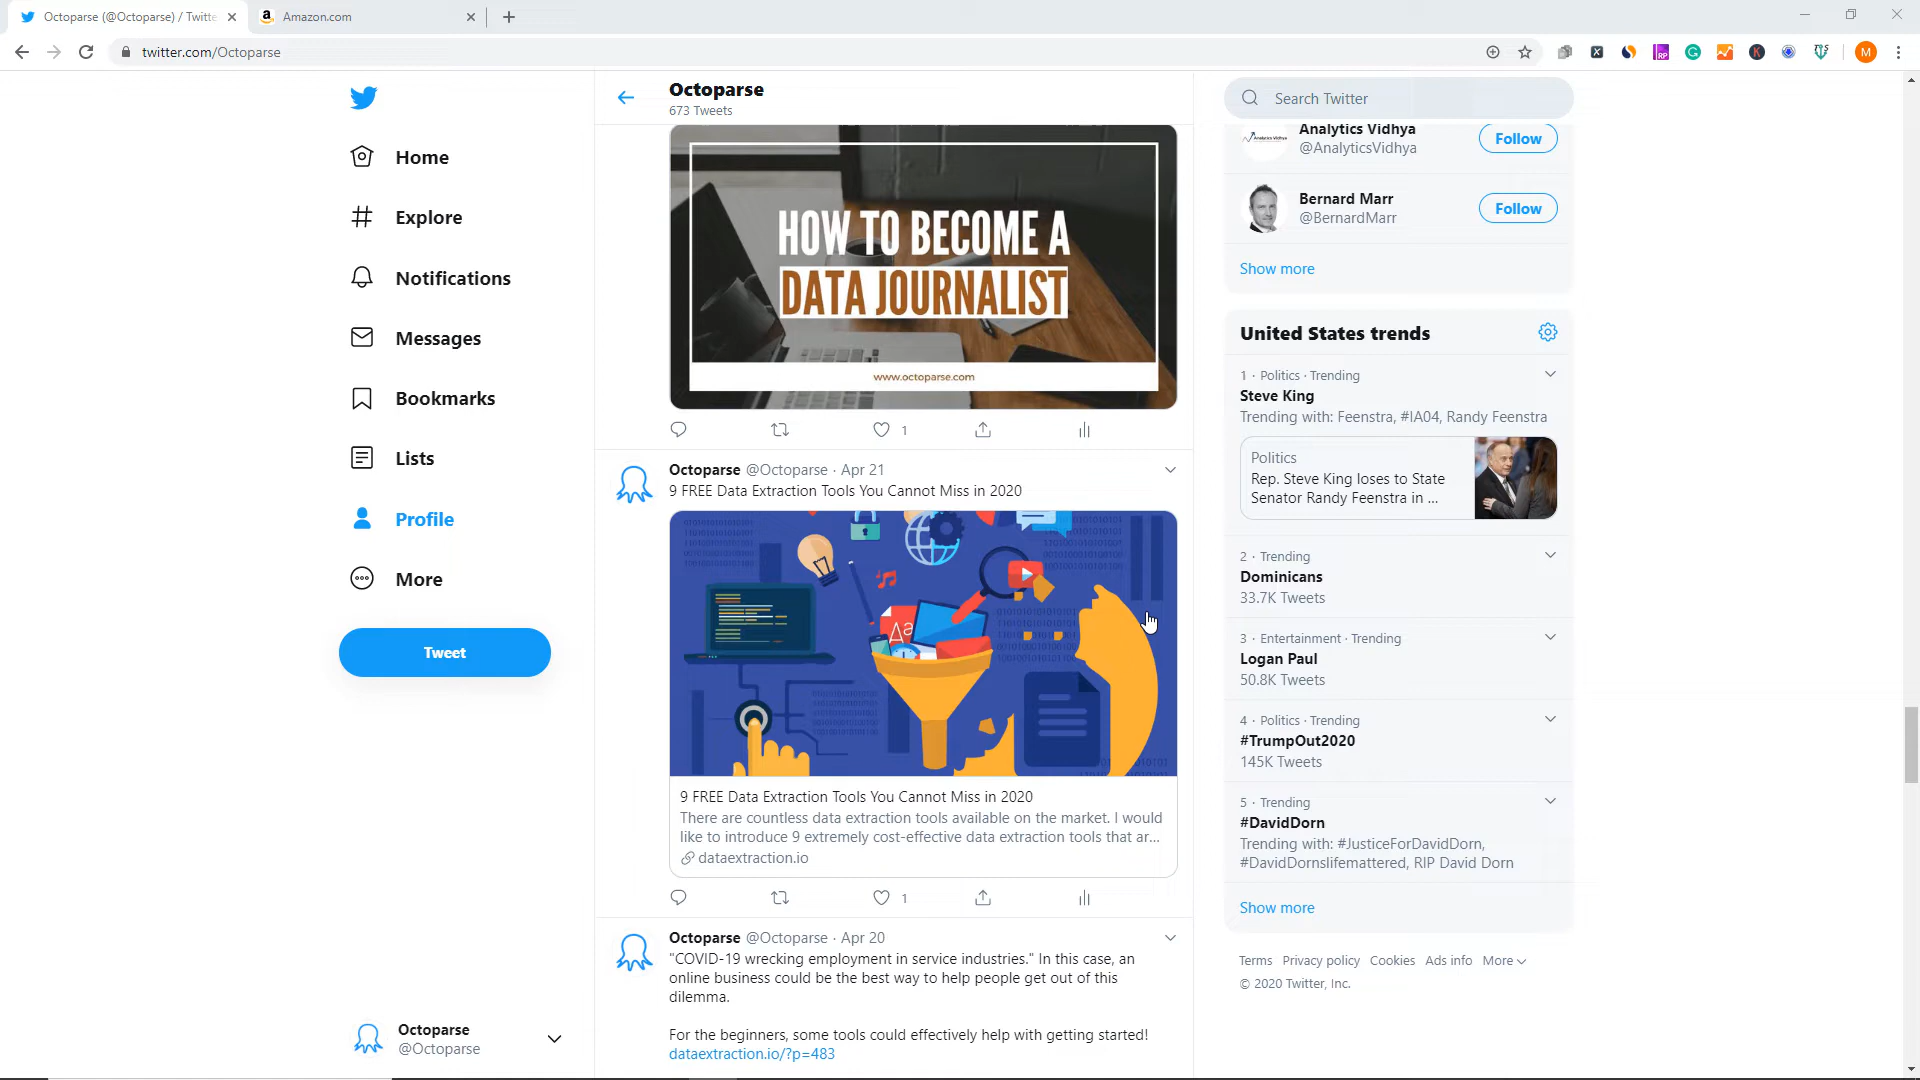 Octoparse (@Octoparse) / Twitte
Amazon.com
twitter.com/Octoparse
Home
Explore
Notifications
Messages
Bookmarks
Lists
Profile
More
Tweet
Octoparse
@Octoparse
Octoparse
673 Tweets
HOW TO BECOME A
DATA JOURNALIST
www.octoparse.com
1
Octoparse @Octoparse · Apr 21
9 FREE Data Extraction Tools You Cannot Miss in 2020
Aa
9 FREE Data Extraction Tools You Cannot Miss in 2020
There are countless data extraction tools available on the market. I would
like to introduce 9 extremely cost-effective data extraction tools that ar...
dataextraction.io
1
Octoparse @Octoparse · Apr 20
"COVID-19 wrecking employment in service industries." In this case, an
online business could be the best way to help people get out of this
dilemma.
For the beginners, some tools could effectively help with getting started!
dataextraction.io/?p=483
Search Twitter
Analytics Vidhya
@AnalyticsVidhya
Follow
Bernard Marr
@BernardMarr
Follow
Show more
United States trends
1 · Politics · Trending
Steve King
Trending with: Feenstra, #IA04, Randy Feenstra
Politics
Rep. Steve King loses to State
Senator Randy Feenstra in ...
2 · Trending
Dominicans
33.7K Tweets
3 · Entertainment · Trending
Logan Paul
50.8K Tweets
4 · Politics · Trending
#TrumpOut2020
145K Tweets
5 · Trending
#DavidDorn
Trending with: #JusticeForDavidDorn,
#DavidDornslifemattered, RIP David Dorn
Show more
Terms Privacy policy Cookies Ads info More
© 2020 Twitter, Inc.